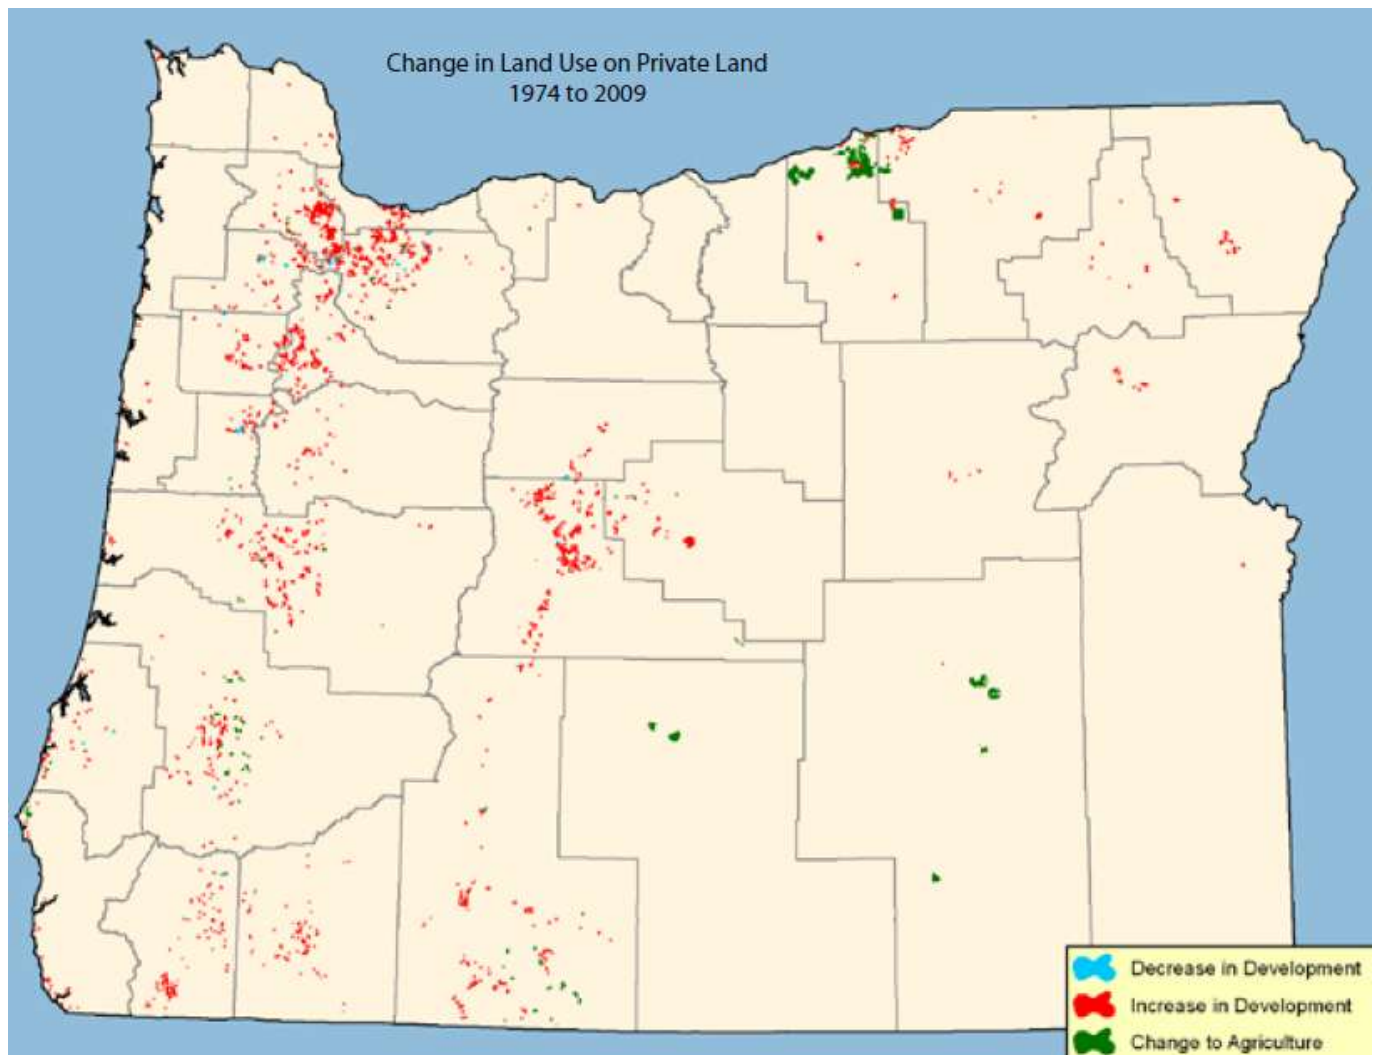 Change in Land Use on Private Land
1974 to 2009
Decrease in Development
Increase in Development
Change to Agriculture